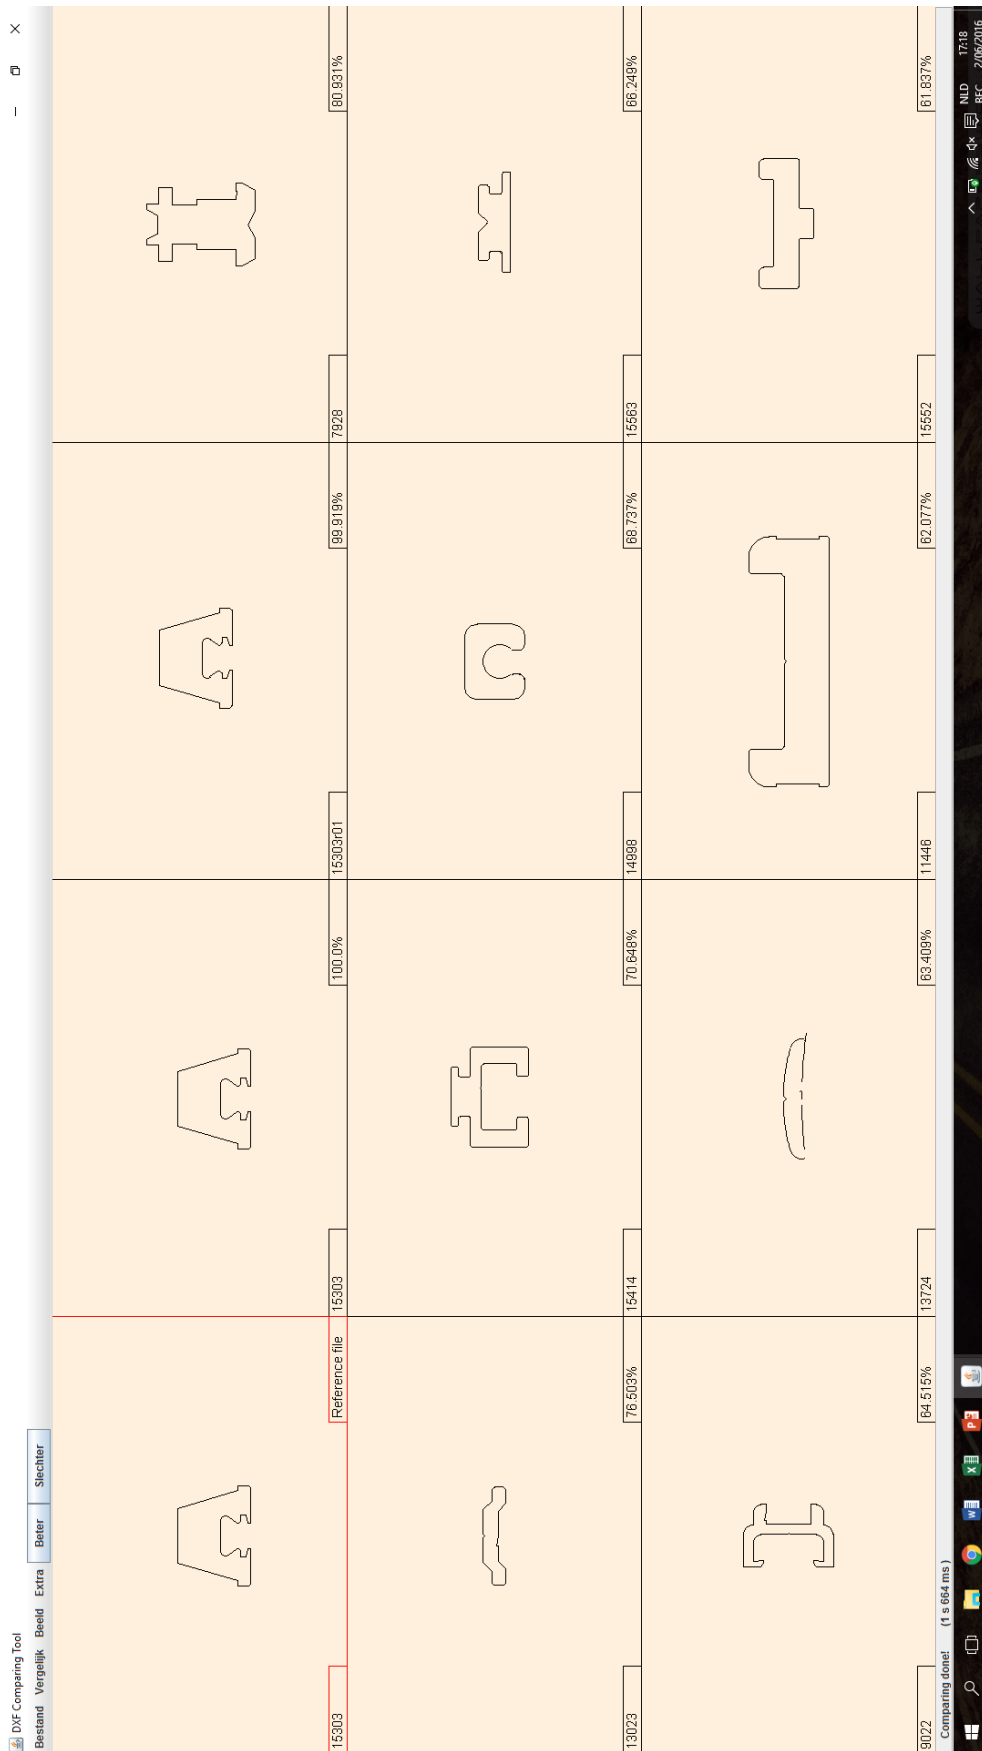 DXF Comparing Tool
Bestand Vergelijk Beeld Extra Beter Slechter
15303 Reference file 15303 100.0% 15303r01 99.919% 7928 80.931%
13023 76.503% 15414 70.648% 14998 68.737% 15563 66.249%
9022 64.515% 13724 63.409% 11446 62.077% 15552 61.837%
Comparing done! (1 s 664 ms)
NLD 17:18
BEC 2/06/2016